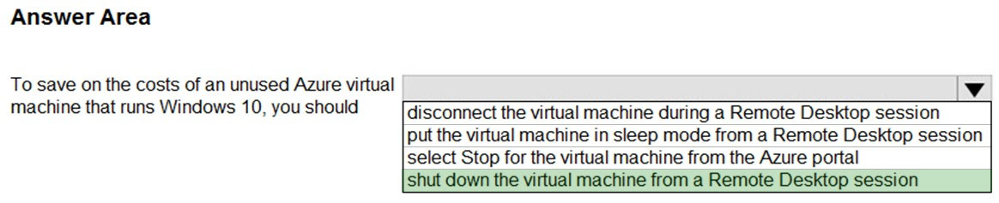 Answer Area
To save on the costs of an unused Azure virtual
machine that runs Windows 10, you should
disconnect the virtual machine during a Remote Desktop session
put the virtual machine in sleep mode from a Remote Desktop session
select Stop for the virtual machine from the Azure portal
shut down the virtual machine from a Remote Desktop session